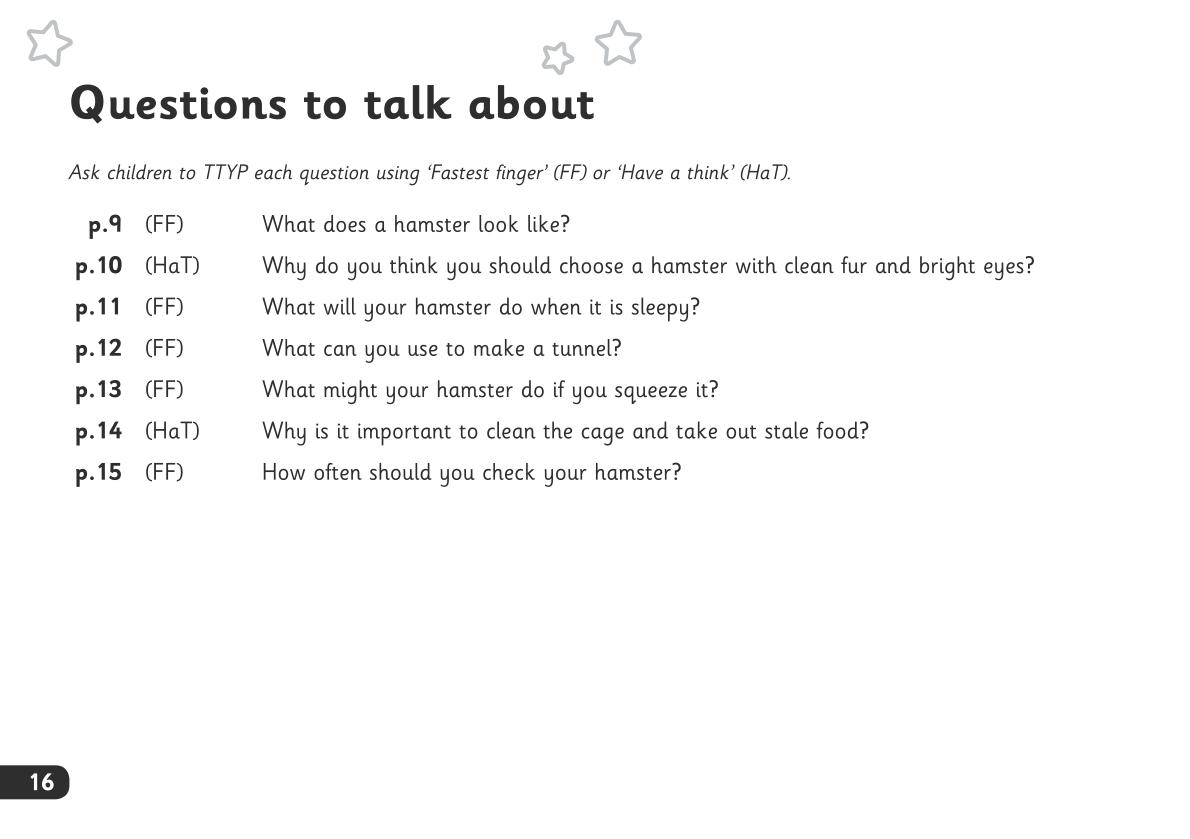 Questions to talk about
Ask children to TTYP each question using ‘Fastest finger’ (FF) or ‘Have a think’ (HaT).
p.9 (FF) What does a hamster look like?
p.10 (HaT) Why do you think you should choose a hamster with clean fur and bright eyes?
p.11 (FF) What will your hamster do when it is sleepy?
p.12 (FF) What can you use to make a tunnel?
p.13 (FF) What might your hamster do if you squeeze it?
p.14 (HaT) Why is it important to clean the cage and take out stale food?
p.15 (FF) How often should you check your hamster?
16